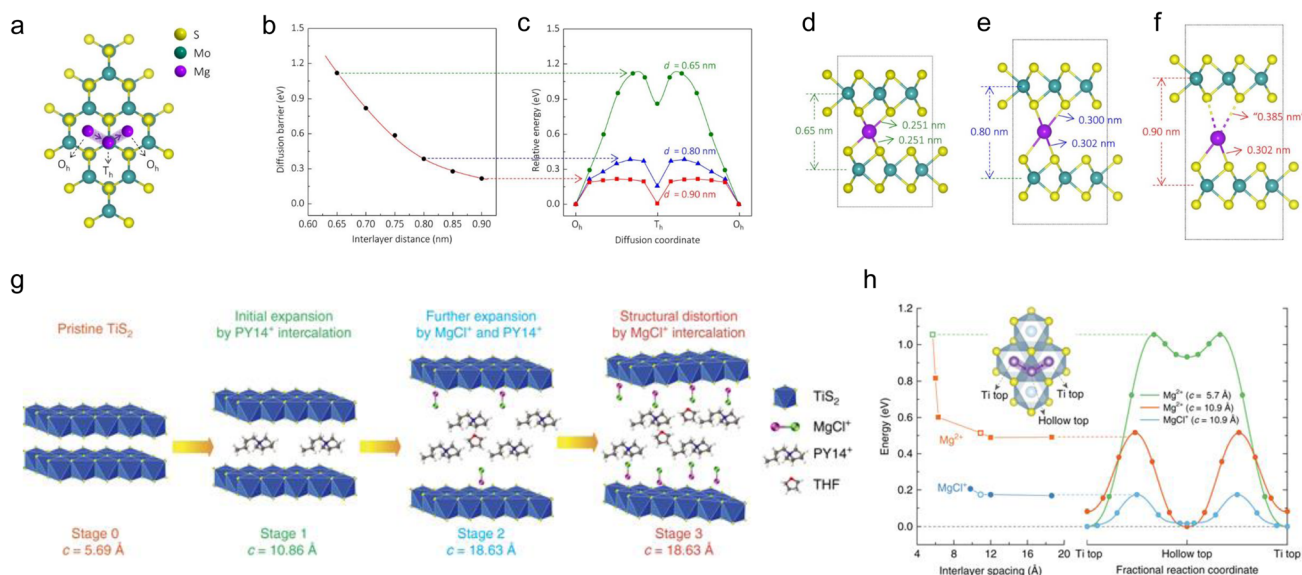 a
S
Mo
Mg
Oh
Th
Oh
b
1.5
1.2
0.9
0.6
0.3
0.0
Diffusion barrier (eV)
0.60 0.65 0.70 0.75 0.80 0.85 0.90
Interlayer distance (nm)
c
1.5
1.2
0.9
0.6
0.3
0.0
Relative energy (eV)
d = 0.65 nm
d = 0.80 nm
d = 0.90 nm
Oh Th Oh
Diffusion coordinate
d
0.65 nm
0.251 nm
0.251 nm
e
0.80 nm
0.300 nm
0.302 nm
f
0.90 nm
"0.385 nm"
0.302 nm
g
Pristine TiS2
Initial expansion
by PY14+ intercalation
Further expansion
by MgCl+ and PY14+
Structural distortion
by MgCl+ intercalation
TiS2
MgCl+
PY14+
THF
Stage 0
c = 5.69 Å
Stage 1
c = 10.86 Å
Stage 2
c = 18.63 Å
Stage 3
c = 18.63 Å
h
1.2
1.0
0.8
0.6
0.4
0.2
0.0
Energy (eV)
Mg2+
MgCl+
Ti top
Ti top
Hollow top
Mg2+ (c = 5.7 Å)
Mg2+ (c = 10.9 Å)
MgCl+ (c = 10.9 Å)
4 8 12 16 20
Interlayer spacing (Å)
Ti top Hollow top Ti top
Fractional reaction coordinate